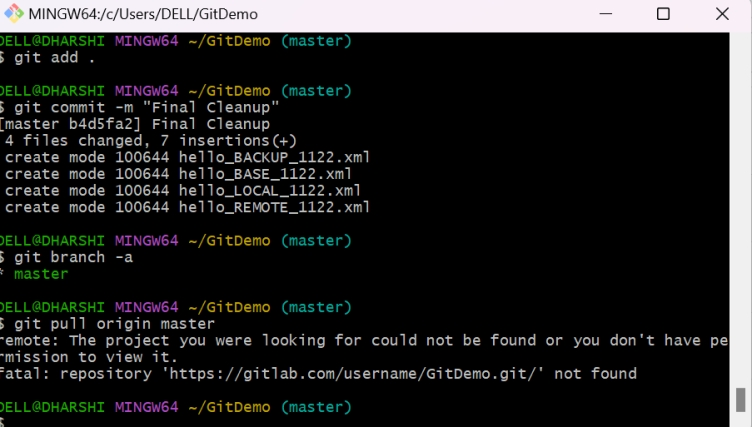 MINGW64:/c/Users/DELL/GitDemo
DELL@DHARSHI MINGW64 ~/GitDemo (master)
$ git add .
DELL@DHARSHI MINGW64 ~/GitDemo (master)
$ git commit -m "Final Cleanup"
[master b4d5fa2] Final Cleanup
4 files changed, 7 insertions(+)
create mode 100644 hello_BACKUP_1122.xml
create mode 100644 hello_BASE_1122.xml
create mode 100644 hello_LOCAL_1122.xml
create mode 100644 hello_REMOTE_1122.xml
DELL@DHARSHI MINGW64 ~/GitDemo (master)
$ git branch -a
* master
DELL@DHARSHI MINGW64 ~/GitDemo (master)
$ git pull origin master
remote: The project you were looking for could not be found or you don't have pe
rmission to view it.
fatal: repository 'https://gitlab.com/username/GitDemo.git/' not found
DELL@DHARSHI MINGW64 ~/GitDemo (master)
$